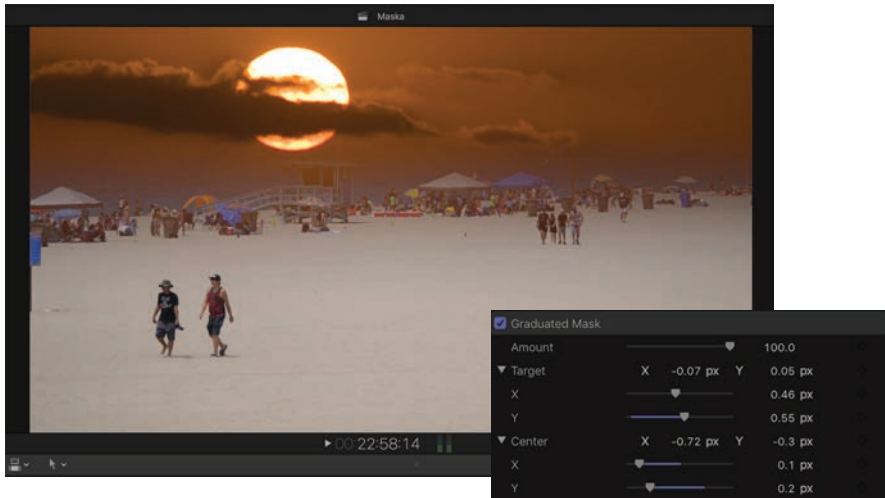 Maska
00:22:58:14
Graduated Mask
Amount 100.0
Target X -0.07 px Y 0.05 px
X 0.46 px
Y 0.55 px
Center X -0.72 px Y -0.3 px
X 0.1 px
Y 0.2 px